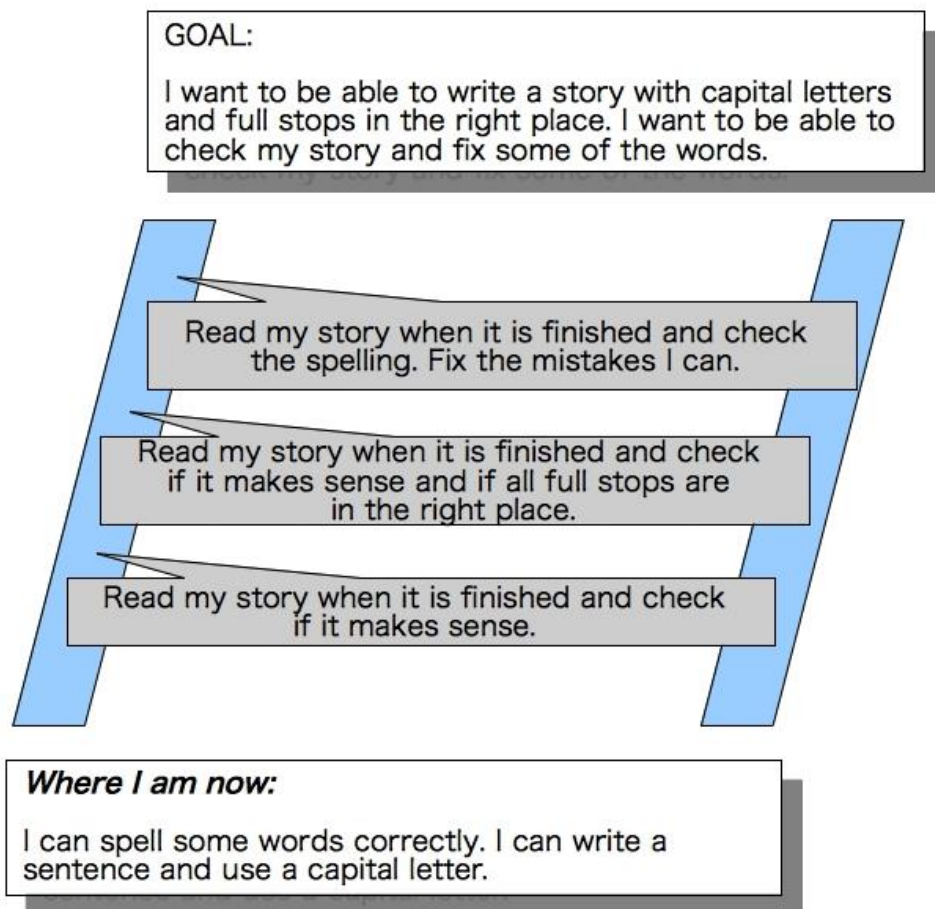 GOAL:
I want to be able to write a story with capital letters
and full stops in the right place. I want to be able to
check my story and fix some of the words.
Read my story when it is finished and check
the spelling. Fix the mistakes I can.
Read my story when it is finished and check
if it makes sense and if all full stops are
in the right place.
Read my story when it is finished and check
if it makes sense.
Where I am now:
I can spell some words correctly. I can write a
sentence and use a capital letter.